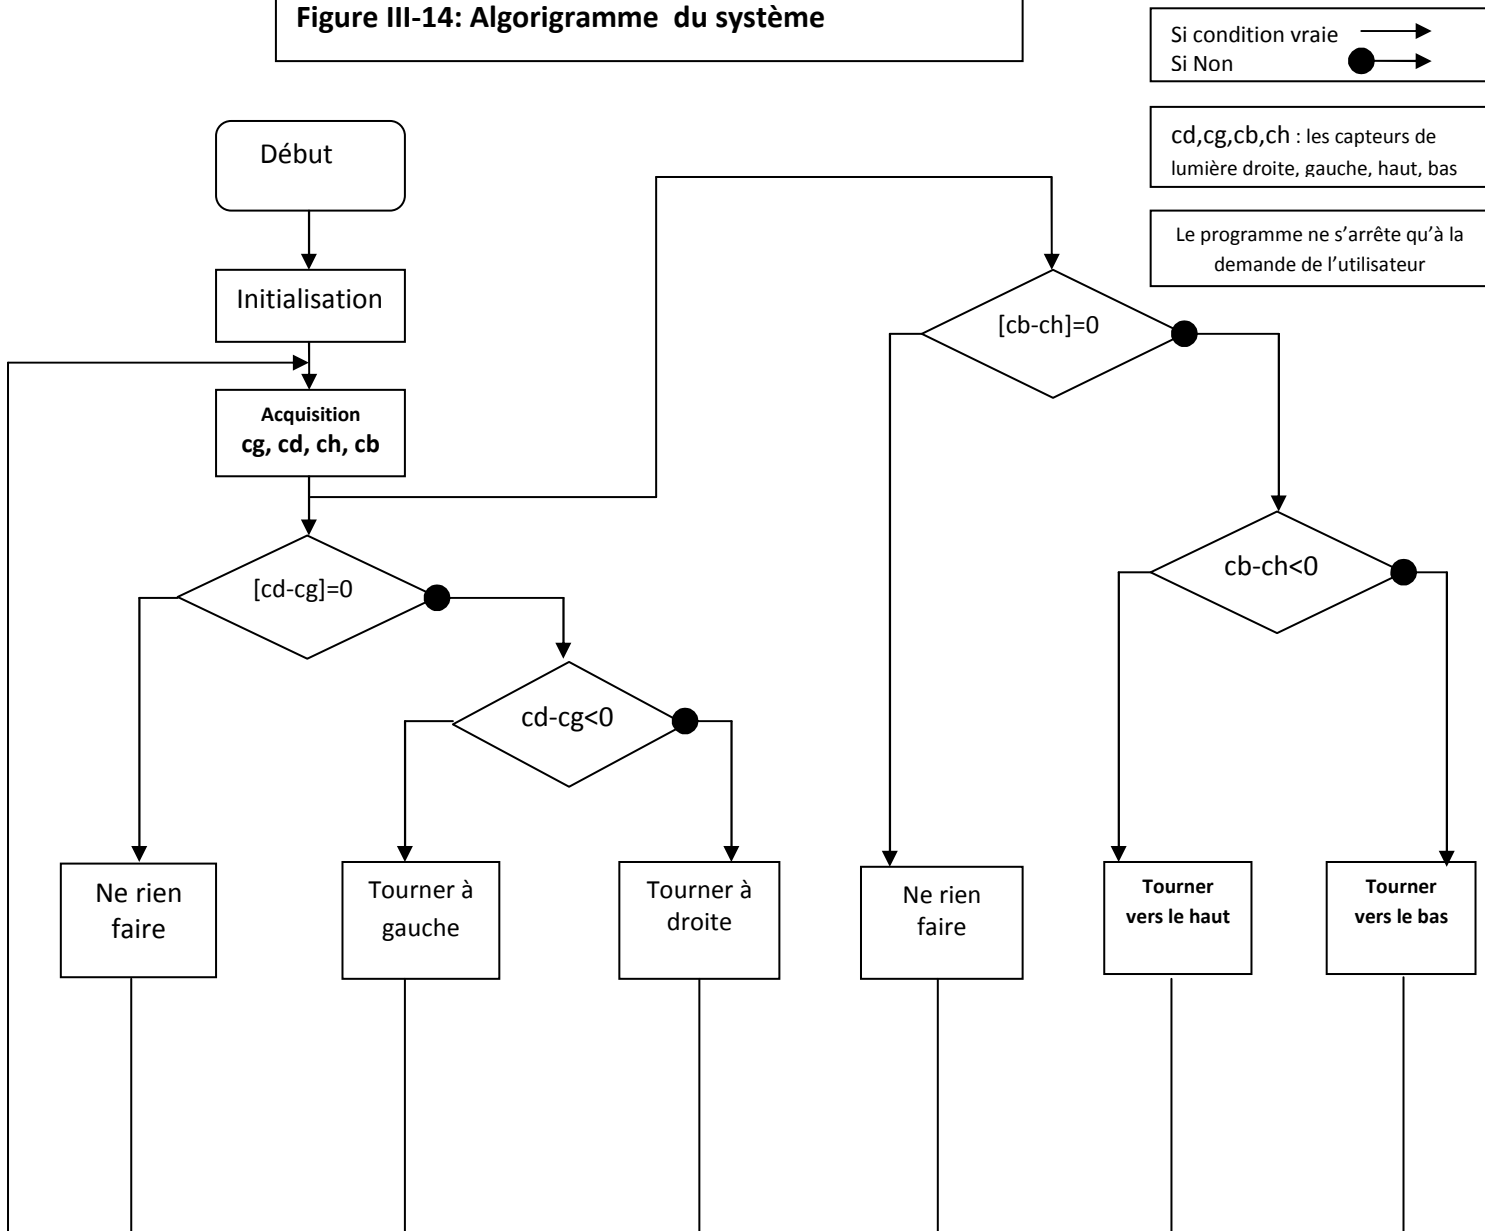 Figure III-14: Algorigramme du système
Si condition vraie
Si Non
cd,cg,cb,ch : les capteurs de
lumière droite, gauche, haut, bas
Le programme ne s’arrête qu’à la
demande de l’utilisateur
Début
Initialisation
Acquisition
cg, cd, ch, cb
[cd-cg]=0
cd-cg<0
[cb-ch]=0
cb-ch<0
Ne rien
faire
Tourner à
gauche
Tourner à
droite
Ne rien
faire
Tourner
vers le haut
Tourner
vers le bas